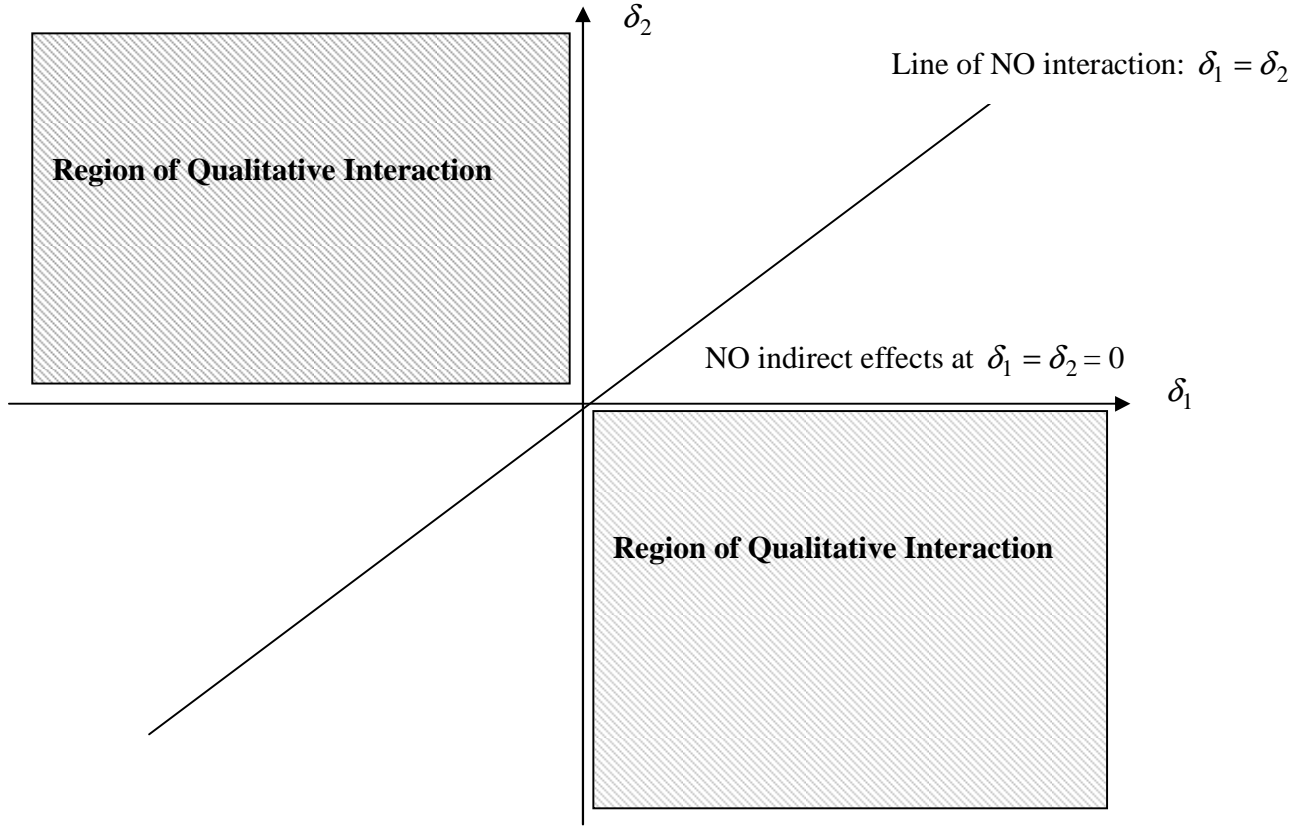 δ₂
Line of NO interaction: δ₁ = δ₂
Region of Qualitative Interaction
NO indirect effects at δ₁ = δ₂ = 0
δ₁
Region of Qualitative Interaction